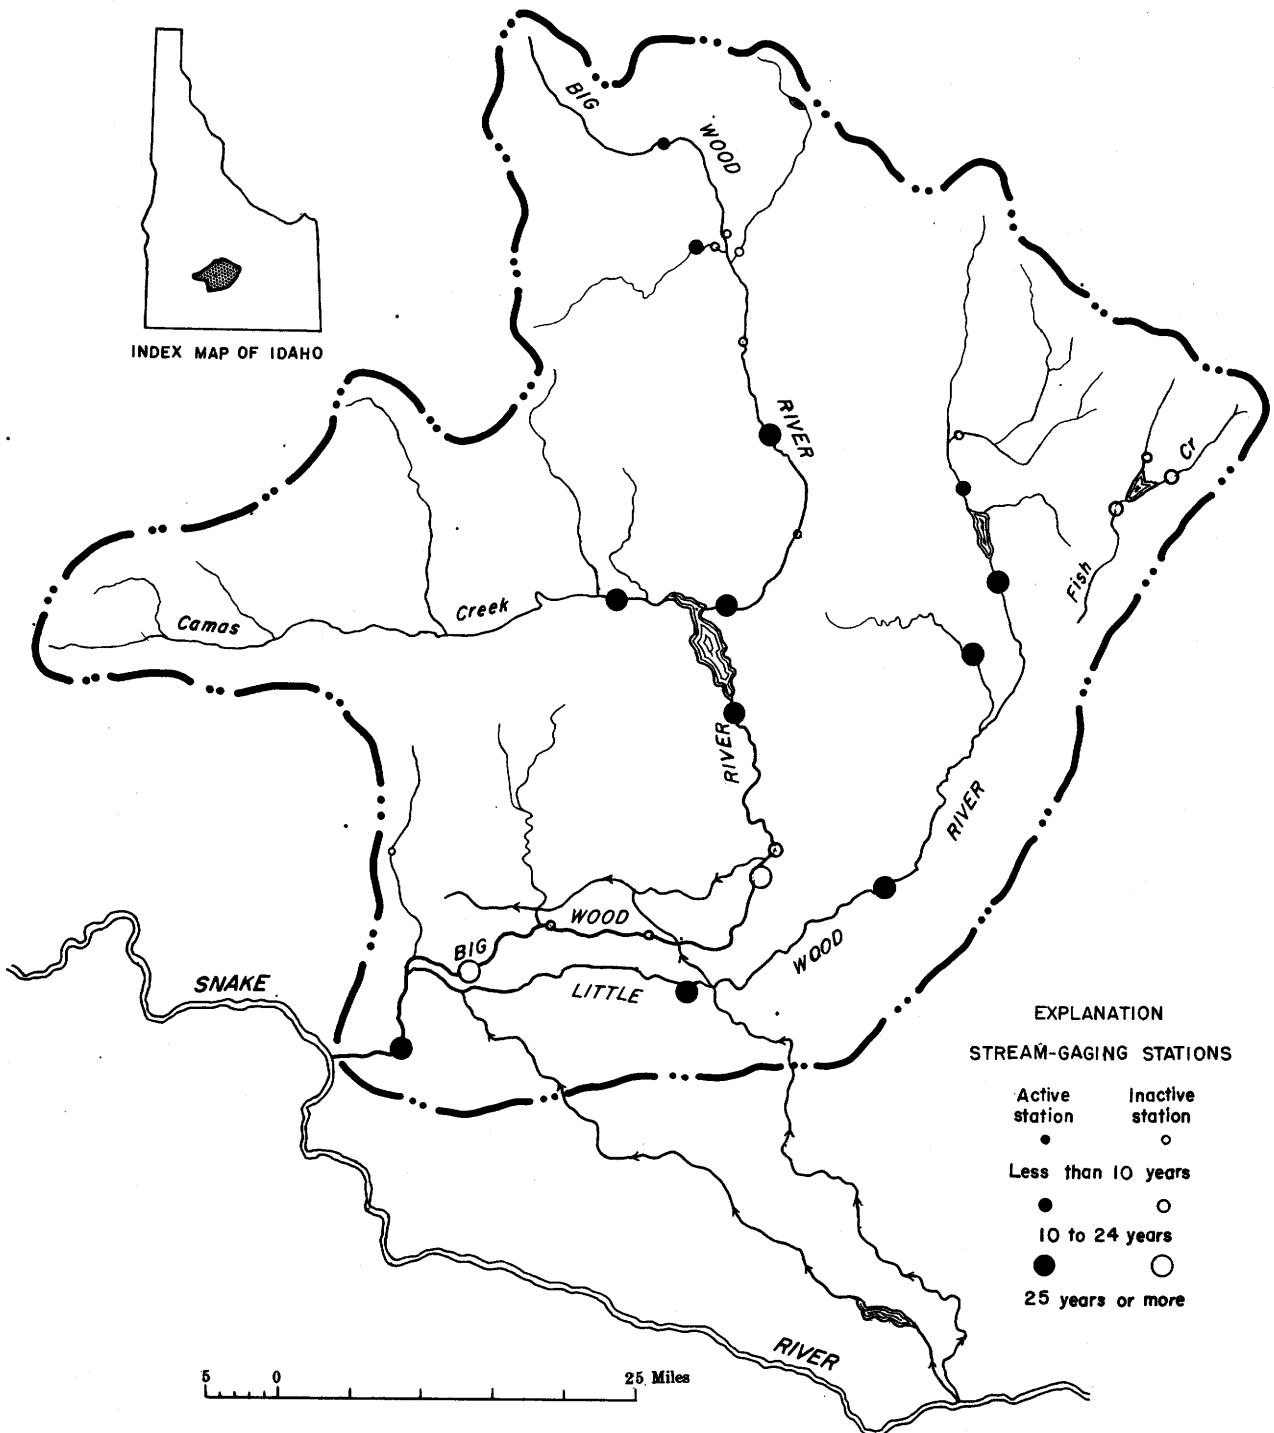 BIG
WOOD
RIVER
INDEX MAP OF IDAHO
Cr
Fish
Camas
Creek
RIVER
RIVER
WOOD
BIG
WOOD
LITTLE
SNAKE
RIVER
EXPLANATION
STREAM-GAGING STATIONS
Active station
Inactive station
Less than 10 years
10 to 24 years
25 years or more
5 0 25 Miles